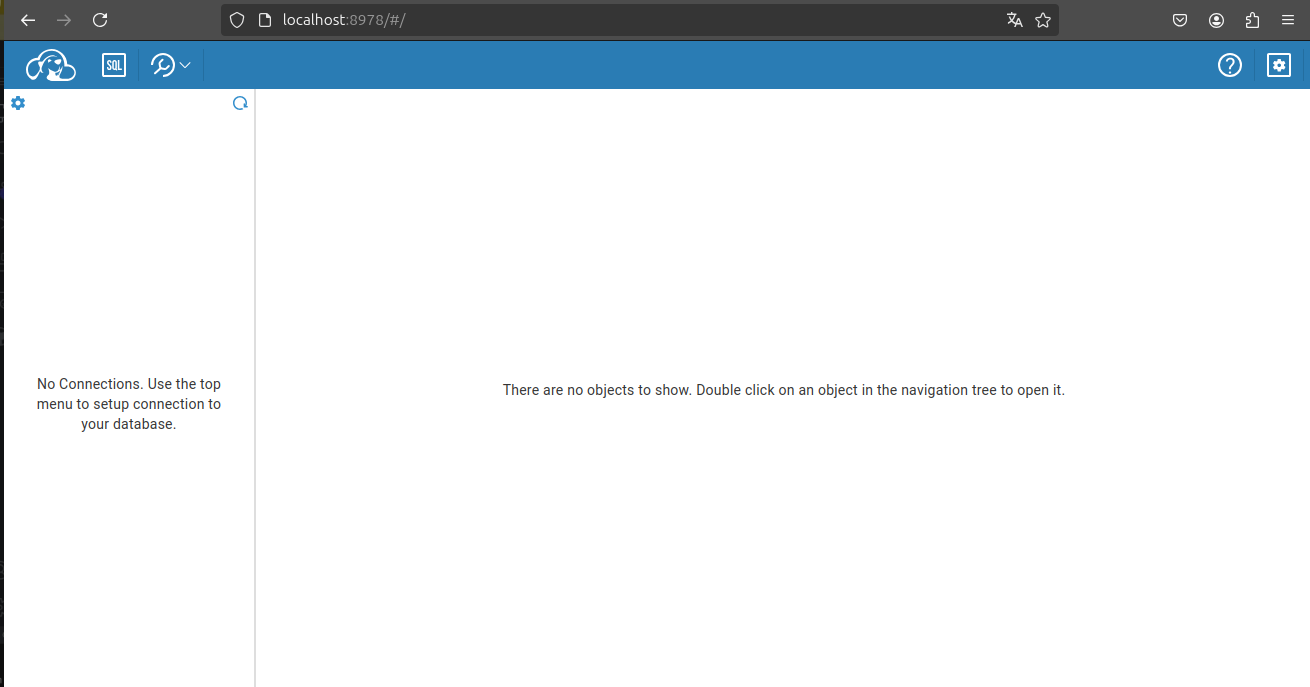 localhost:8978/#/
SQL
No Connections. Use the top
menu to setup connection to
your database.
There are no objects to show. Double click on an object in the navigation tree to open it.